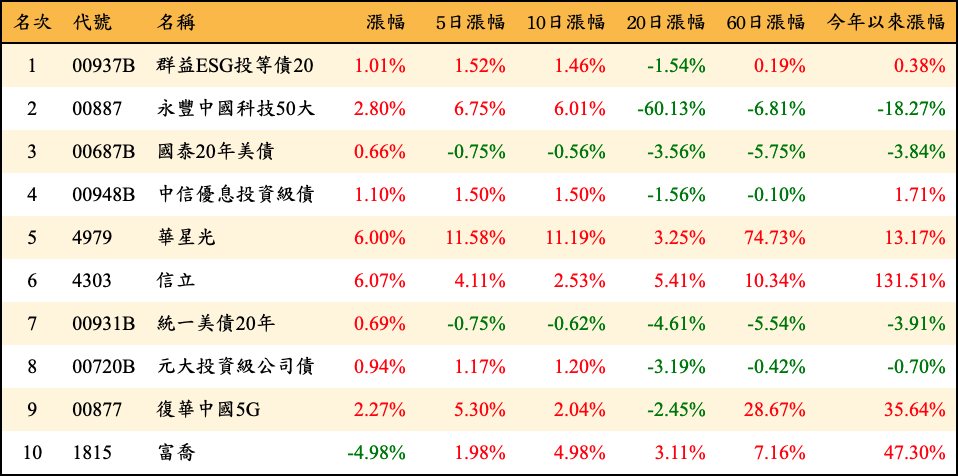 名次 代號 名稱 漲幅 5日漲幅 10日漲幅 20日漲幅 60日漲幅 今年以來漲幅
1 00937B 群益ESG投等債20 1.01% 1.52% 1.46% -1.54% 0.19% 0.38%
2 00887 永豐中國科技50大 2.80% 6.75% 6.01% -60.13% -6.81% -18.27%
3 00687B 國泰20年美債 0.66% -0.75% -0.56% -3.56% -5.75% -3.84%
4 00948B 中信優息投資級債 1.10% 1.50% 1.50% -1.56% -0.10% 1.71%
5 4979 華星光 6.00% 11.58% 11.19% 3.25% 74.73% 13.17%
6 4303 信立 6.07% 4.11% 2.53% 5.41% 10.34% 131.51%
7 00931B 統一美債20年 0.69% -0.75% -0.62% -4.61% -5.54% -3.91%
8 00720B 元大投資級公司債 0.94% 1.17% 1.20% -3.19% -0.42% -0.70%
9 00877 復華中國5G 2.27% 5.30% 2.04% -2.45% 28.67% 35.64%
10 1815 富喬 -4.98% 1.98% 4.98% 3.11% 7.16% 47.30%